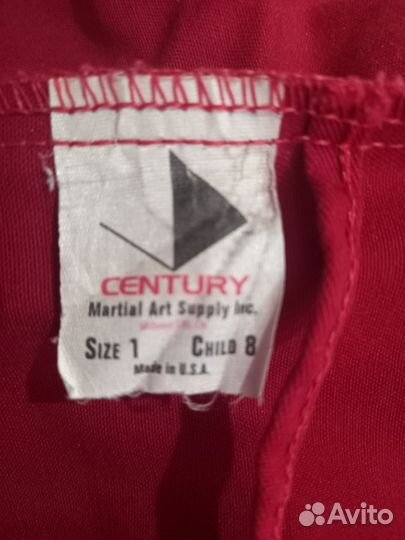 CENTURY
Martial Art Supply Inc.
Size 1 Child 8
Made in U.S.A.
Avito